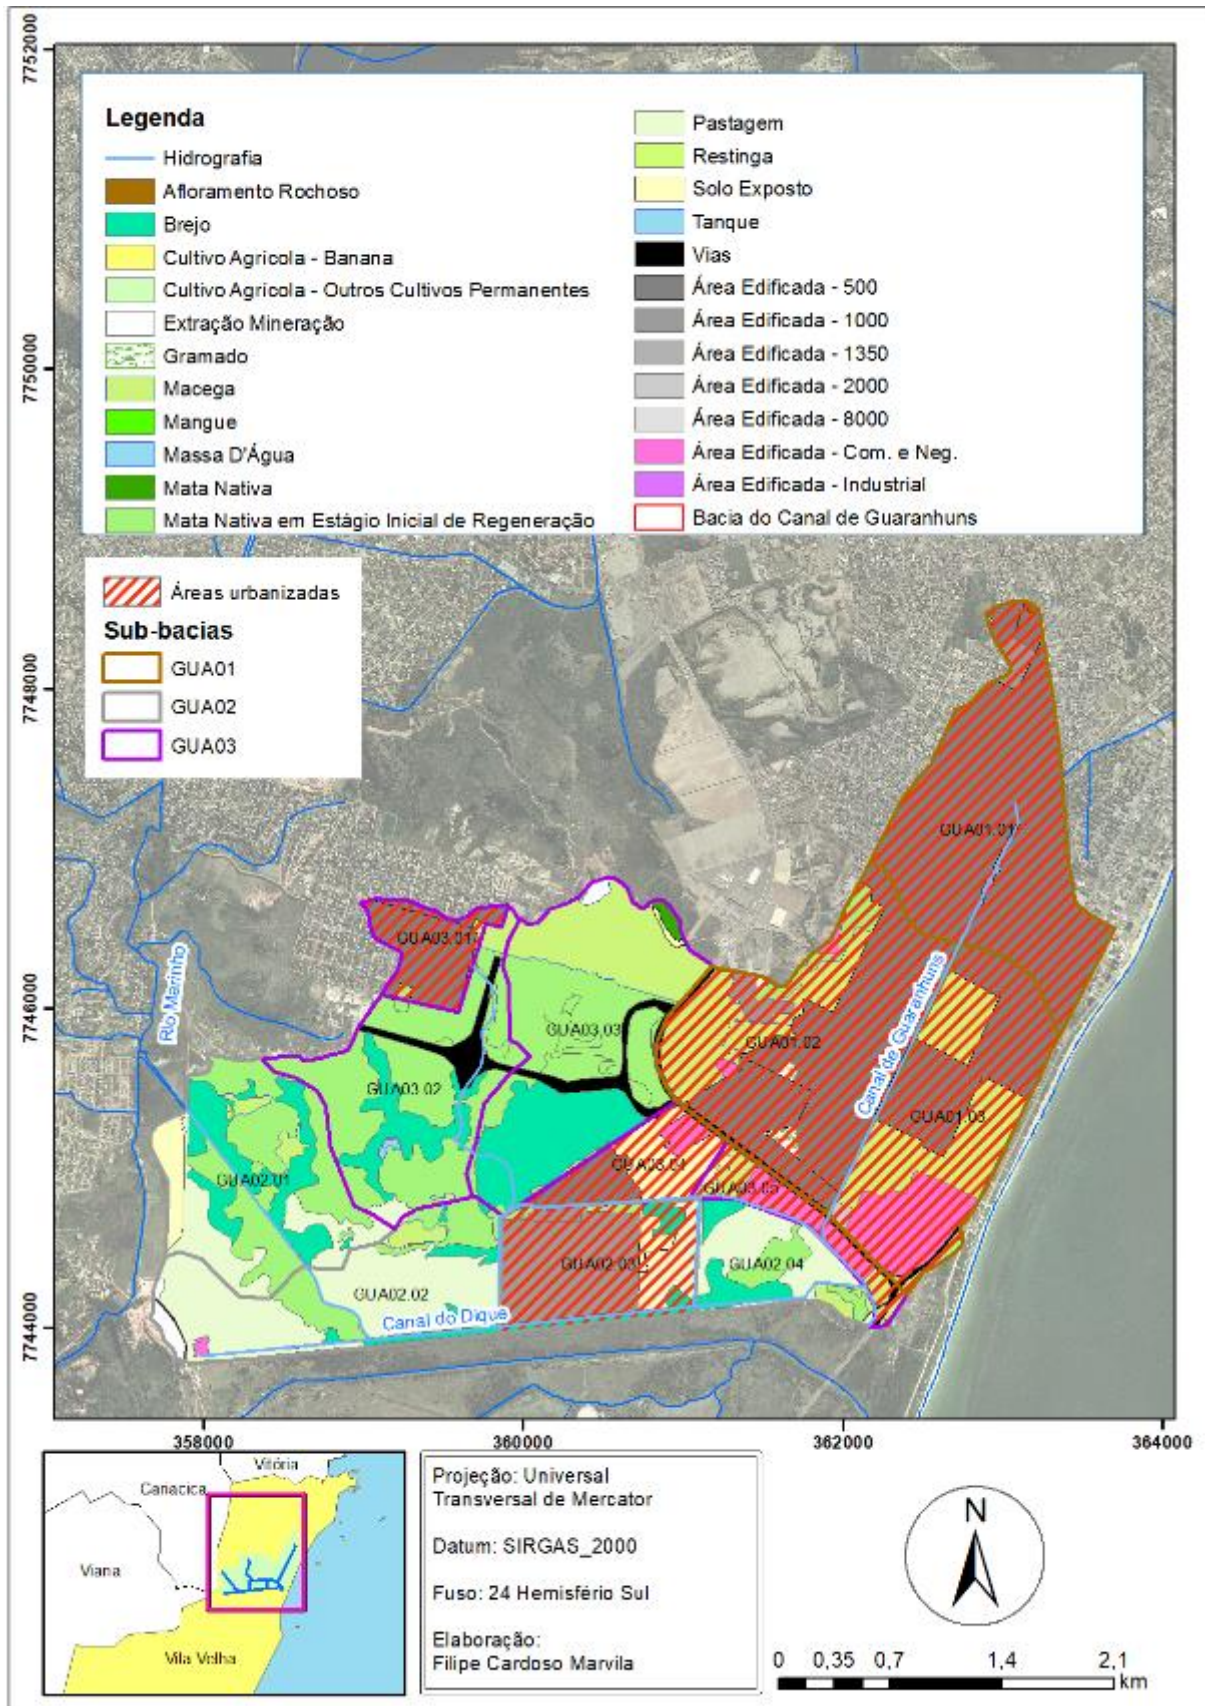 7752000
7750000
7748000
7746000
7744000
Legenda
Hidrografia
Afloramento Rochoso
Brejo
Cultivo Agrícola - Banana
Cultivo Agrícola - Outros Cultivos Permanentes
Extração Mineração
Gramado
Macega
Mangue
Massa D'Água
Mata Nativa
Mata Nativa em Estágio Inicial de Regeneração
Pastagem
Restinga
Solo Exposto
Tanque
Vias
Área Edificada - 500
Área Edificada - 1000
Área Edificada - 1350
Área Edificada - 2000
Área Edificada - 8000
Área Edificada - Com. e Neg.
Área Edificada - Industrial
Bacia do Canal de Guaranhuns
Áreas urbanizadas
Sub-bacias
GUA01
GUA02
GUA03
GUA01.01
GUA03.01
Rio Marinho
GUA03.03
GUA01.02
Canal de Guaranhuns
GUA03.02
GUA01.03
GUA02.01
GUA03.04
GUA03.05
GUA02.03
GUA02.04
GUA02.02
Canal do Dique
358000
360000
362000
364000
Vitória
Cariacica
Viana
Vila Velha
Projeção: Universal
Transversal de Mercator
Datum: SIRGAS_2000
Fuso: 24 Hemisfério Sul
Elaboração:
Filipe Cardoso Marvila
N
0 0,35 0,7 1,4 2,1
km